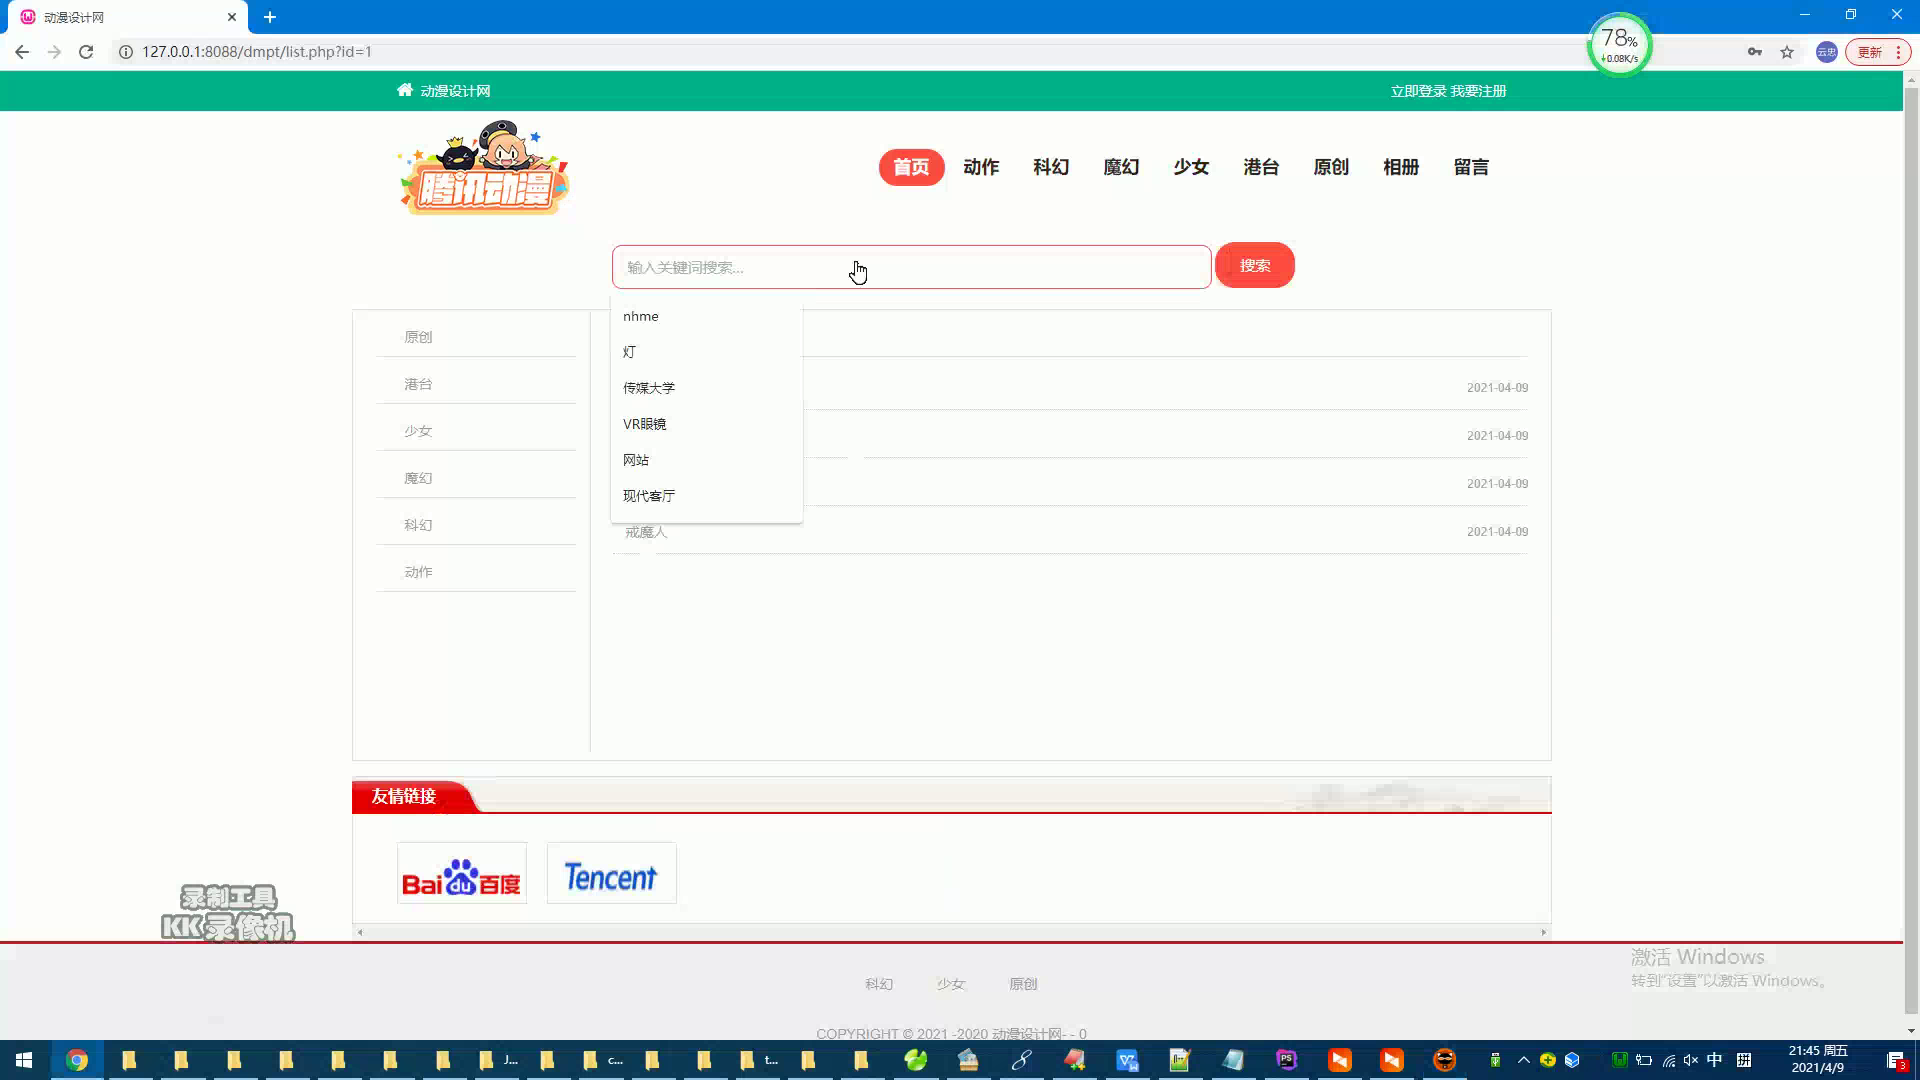 动漫设计网
127.0.0.1:8088/dmpt/list.php?id=1
78%
0.08K/s
云忠
更新
动漫设计网
立即登录 我要注册
腾讯动漫
首页 动作 科幻 魔幻 少女 港台 原创 相册 留言
输入关键词搜索...
搜索
nhme
灯
传媒大学
VR眼镜
网站
现代客厅
原创
港台
少女
魔幻
科幻
动作
2021-04-09
2021-04-09
2021-04-09
戒魔人
2021-04-09
友情链接
Bai du 百度
Tencent
录制工具
KK录像机
激活 Windows
转到"设置"以激活 Windows。
科幻 少女 原创
COPYRIGHT © 2021 -2020 动漫设计网- - 0
J...
c...
t...
中
拼
21:45 周五
2021/4/9
3